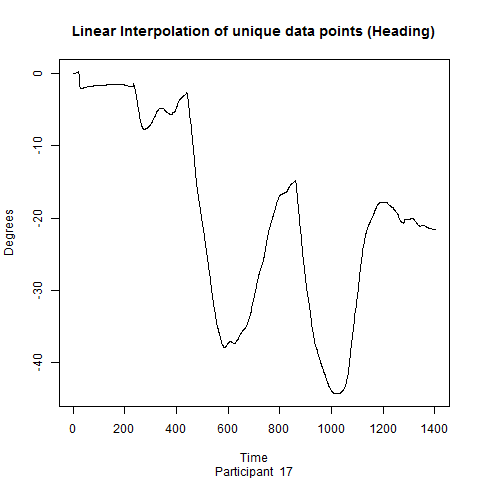 Linear Interpolation of unique data points (Heading)
0
-10
-20
-30
-40
Degrees
0 200 400 600 800 1000 1200 1400
Time
Participant 17